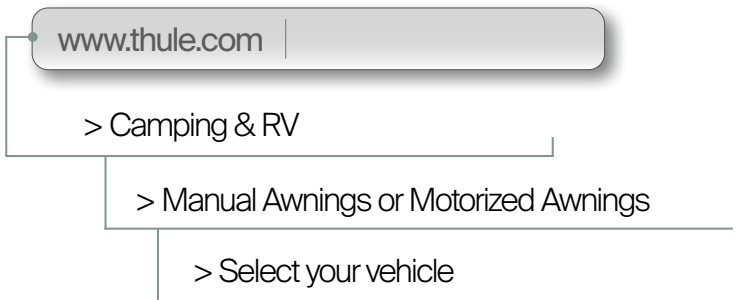 www.thule.com
> Camping & RV
> Manual Awnings or Motorized Awnings
> Select your vehicle